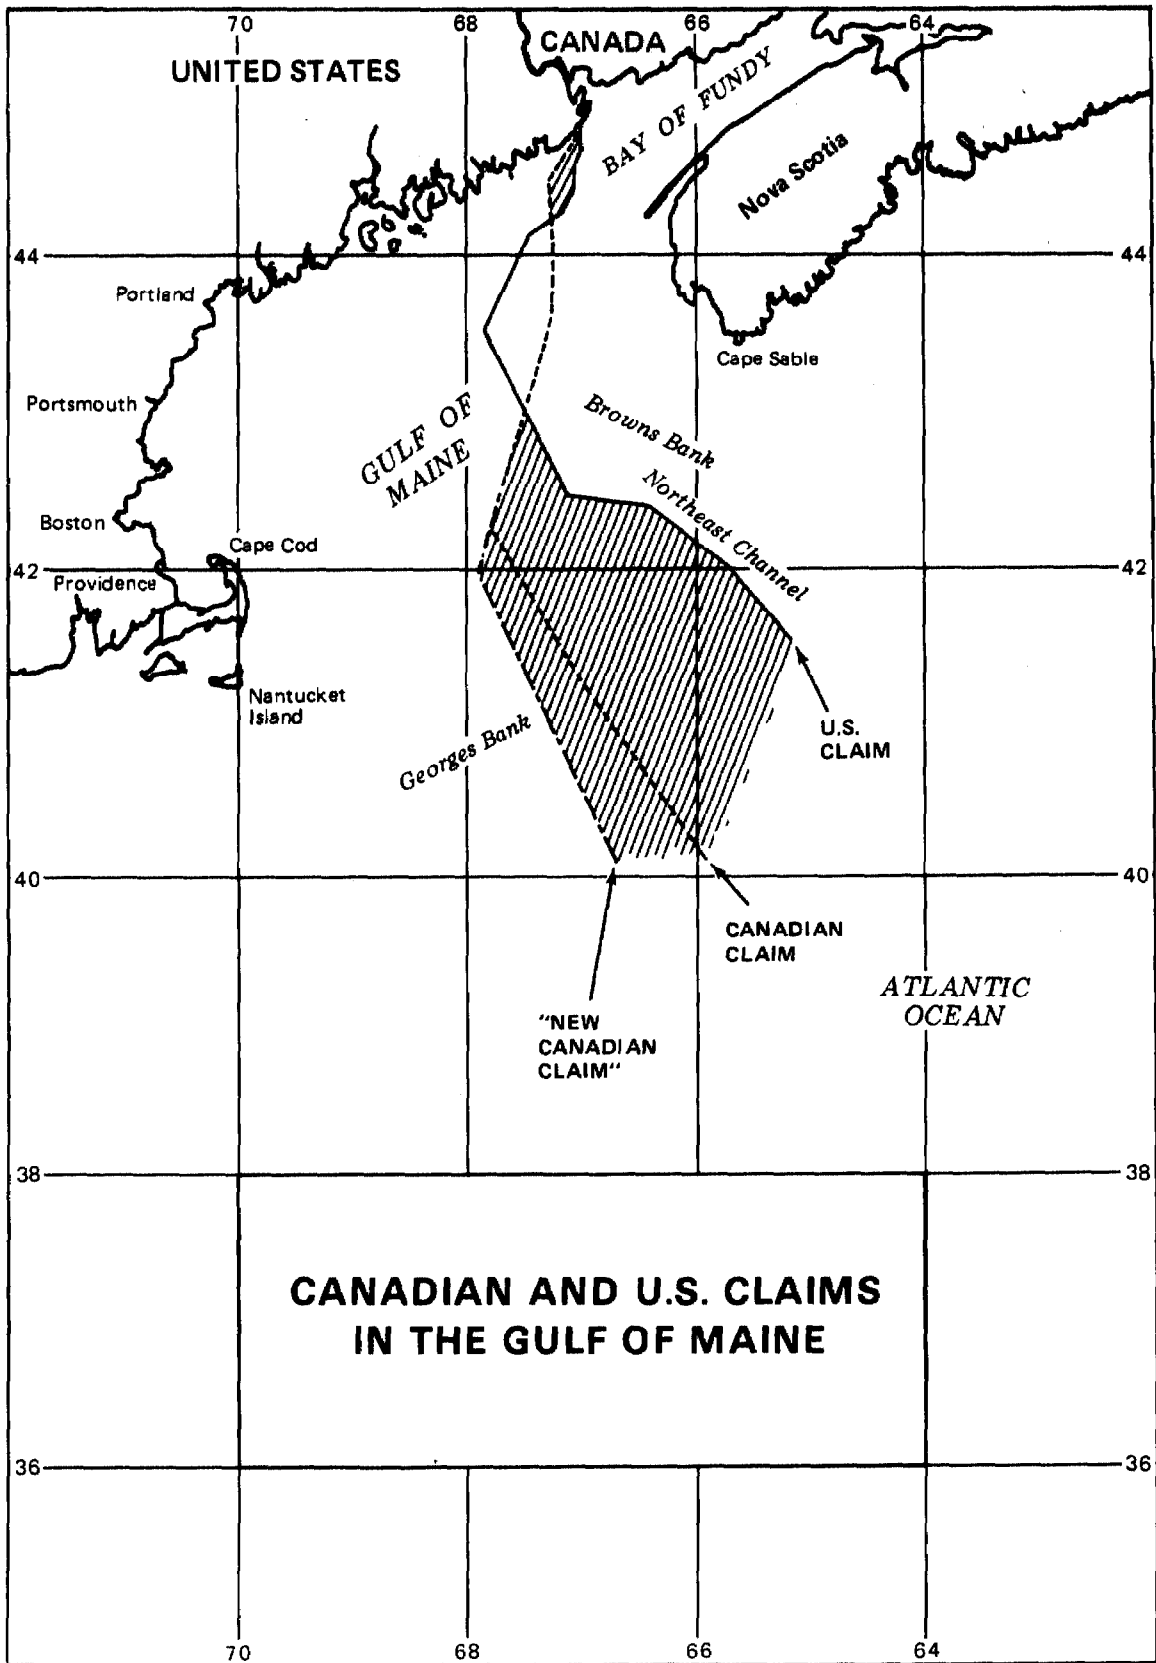 70
68
66
64
CANADA
UNITED STATES
BAY OF FUNDY
Nova Scotia
44
44
Portland
Cape Sable
Portsmouth
GULF OF
MAINE
Browns Bank
Northeast Channel
Boston
Cape Cod
42
42
Providence
Nantucket
Island
Georges Bank
U.S.
CLAIM
40
40
CANADIAN
CLAIM
ATLANTIC
OCEAN
"NEW
CANADIAN
CLAIM"
38
38
CANADIAN AND U.S. CLAIMS
IN THE GULF OF MAINE
36
36
70
68
66
64